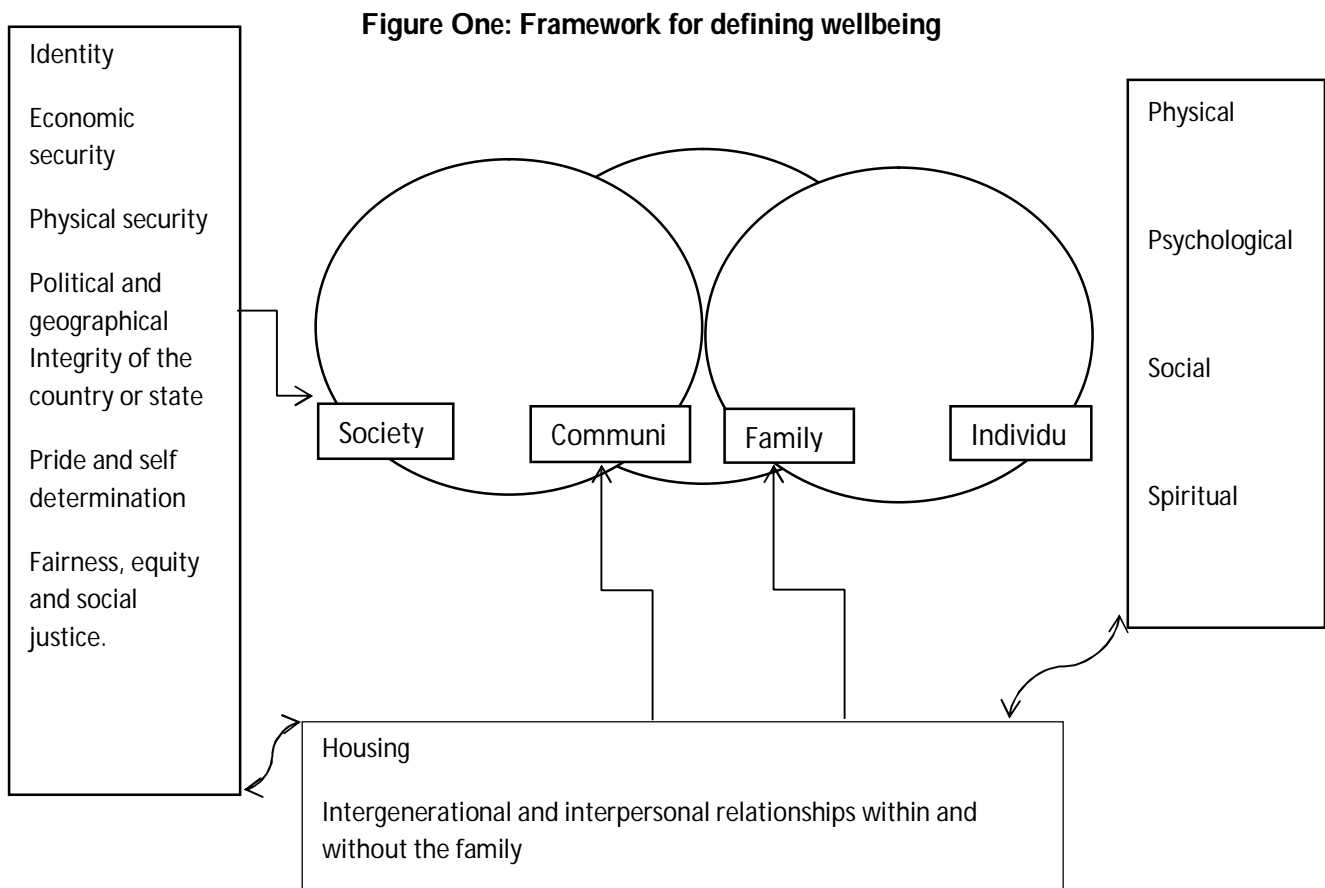 Figure One: Framework for defining wellbeing
Identity
Economic
security
Physical security
Political and
geographical
Integrity of the
country or state
Pride and self
determination
Fairness, equity
and social
justice.
Society
Communi
Family
Individu
Physical
Psychological
Social
Spiritual
Housing
Intergenerational and interpersonal relationships within and
without the family